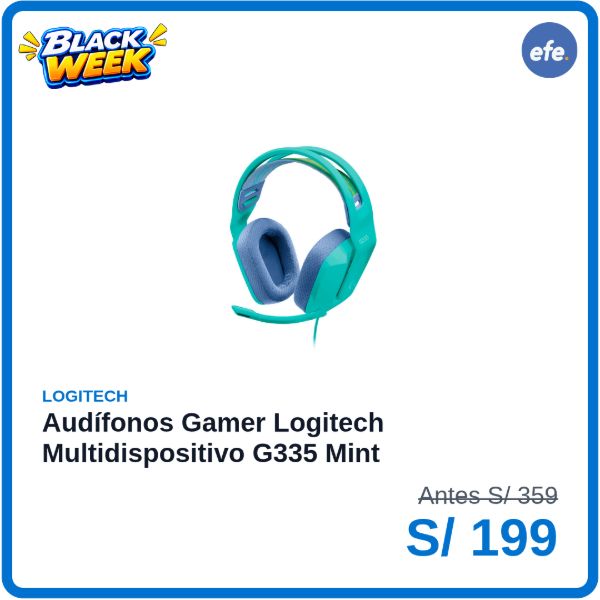 BLACK
WEEK
efe.
LOGITECH
Audífonos Gamer Logitech
Multidispositivo G335 Mint
Antes S/ 359
S/ 199